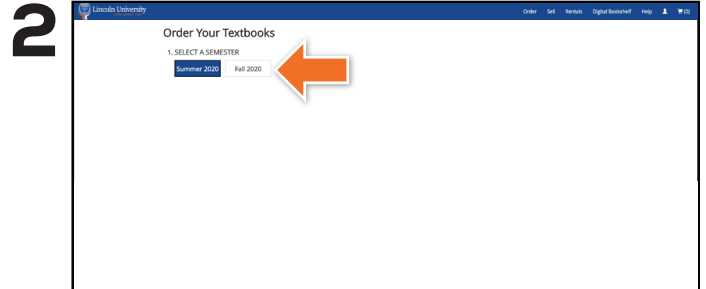 2
Lincoln University
Order Sell Rentals Digital Bookshelf Help (0)
Order Your Textbooks
1. SELECT A SEMESTER
Summer 2020 Fall 2020